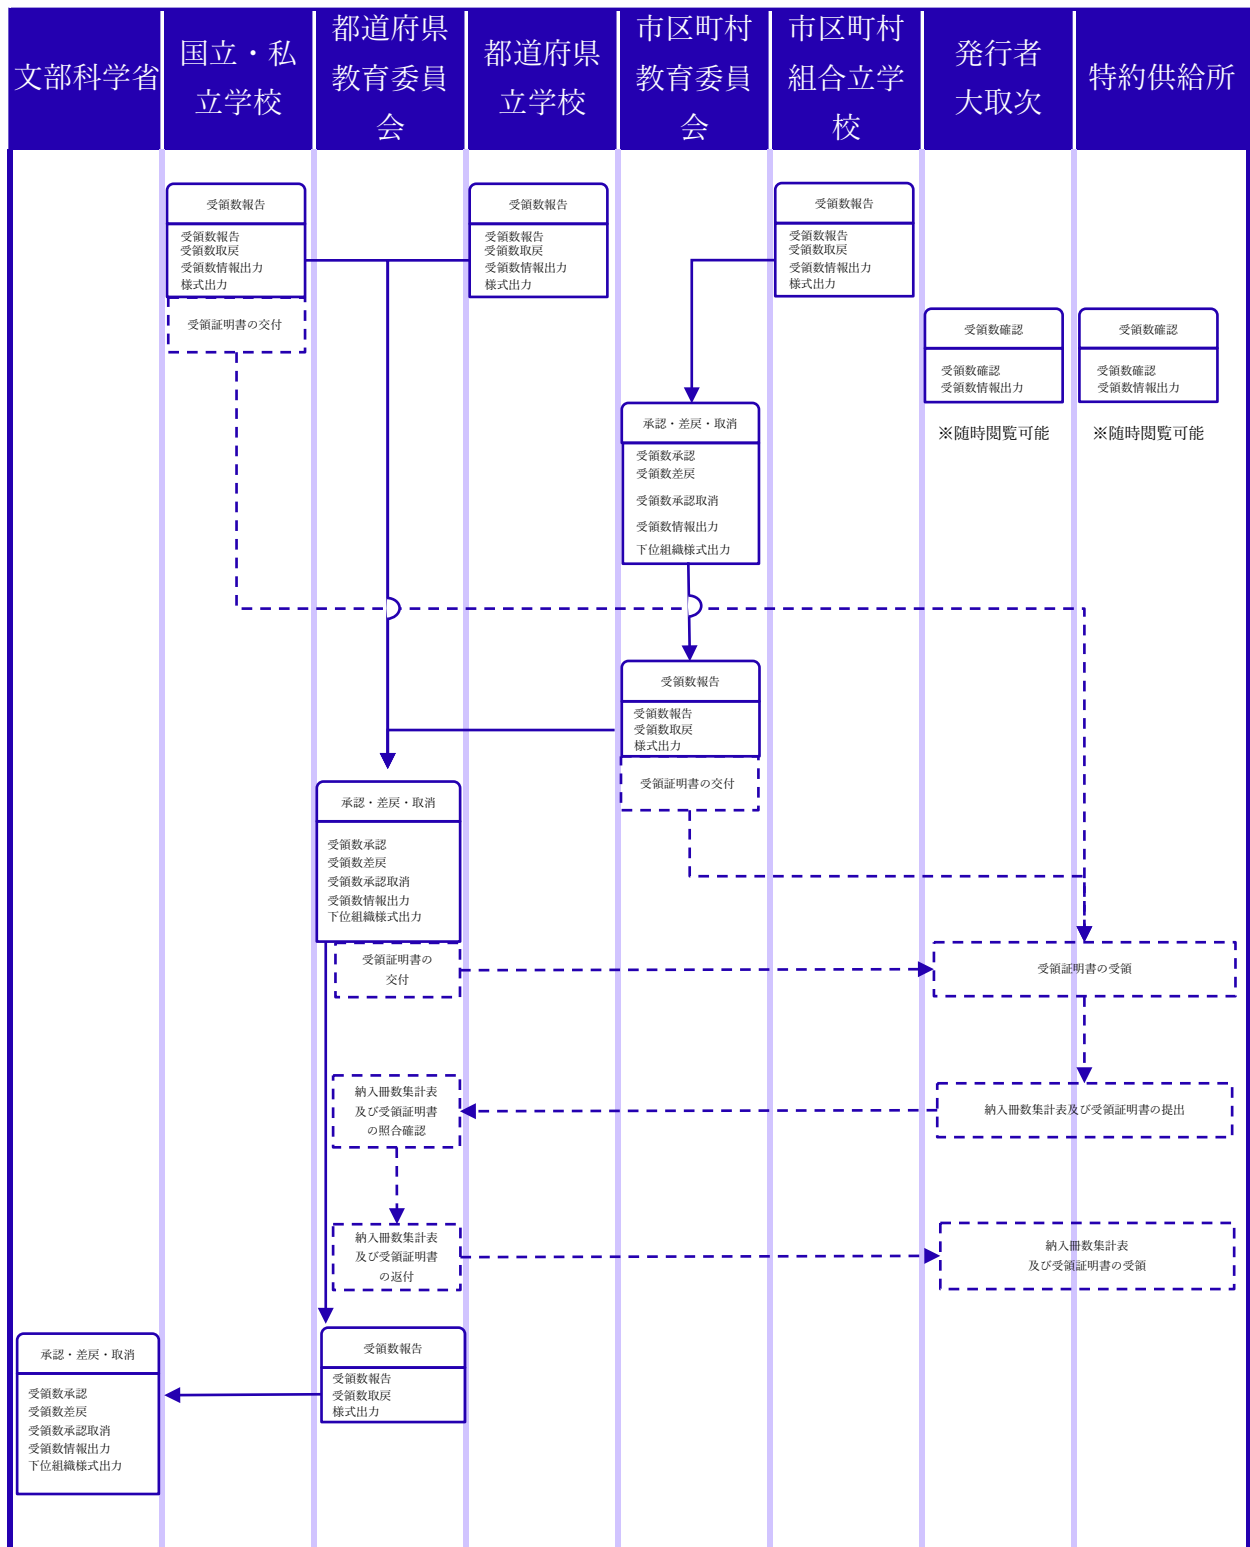 文部科学省
国立・私
立学校
都道府県
教育委員
会
都道府県
立学校
市区町村
教育委員
会
市区町村
組合立学
校
発行者
大取次
特約供給所
受領数報告
受領数報告
受領数取戻
受領数情報出力
様式出力
受領証明書の交付
受領数報告
受領数報告
受領数取戻
受領数情報出力
様式出力
受領数報告
受領数報告
受領数取戻
受領数情報出力
様式出力
受領数確認
受領数確認
受領数情報出力
※随時閲覧可能
受領数確認
受領数確認
受領数情報出力
※随時閲覧可能
承認・差戻・取消
受領数承認
受領数差戻
受領数承認取消
受領数情報出力
下位組織様式出力
受領数報告
受領数報告
受領数取戻
様式出力
受領証明書の交付
承認・差戻・取消
受領数承認
受領数差戻
受領数承認取消
受領数情報出力
下位組織様式出力
受領証明書の
交付
受領証明書の受領
納入冊数集計表
及び受領証明書
の照合確認
納入冊数集計表及び受領証明書の提出
納入冊数集計表
及び受領証明書
の返付
納入冊数集計表
及び受領証明書の受領
受領数報告
受領数報告
受領数取戻
様式出力
承認・差戻・取消
受領数承認
受領数差戻
受領数承認取消
受領数情報出力
下位組織様式出力